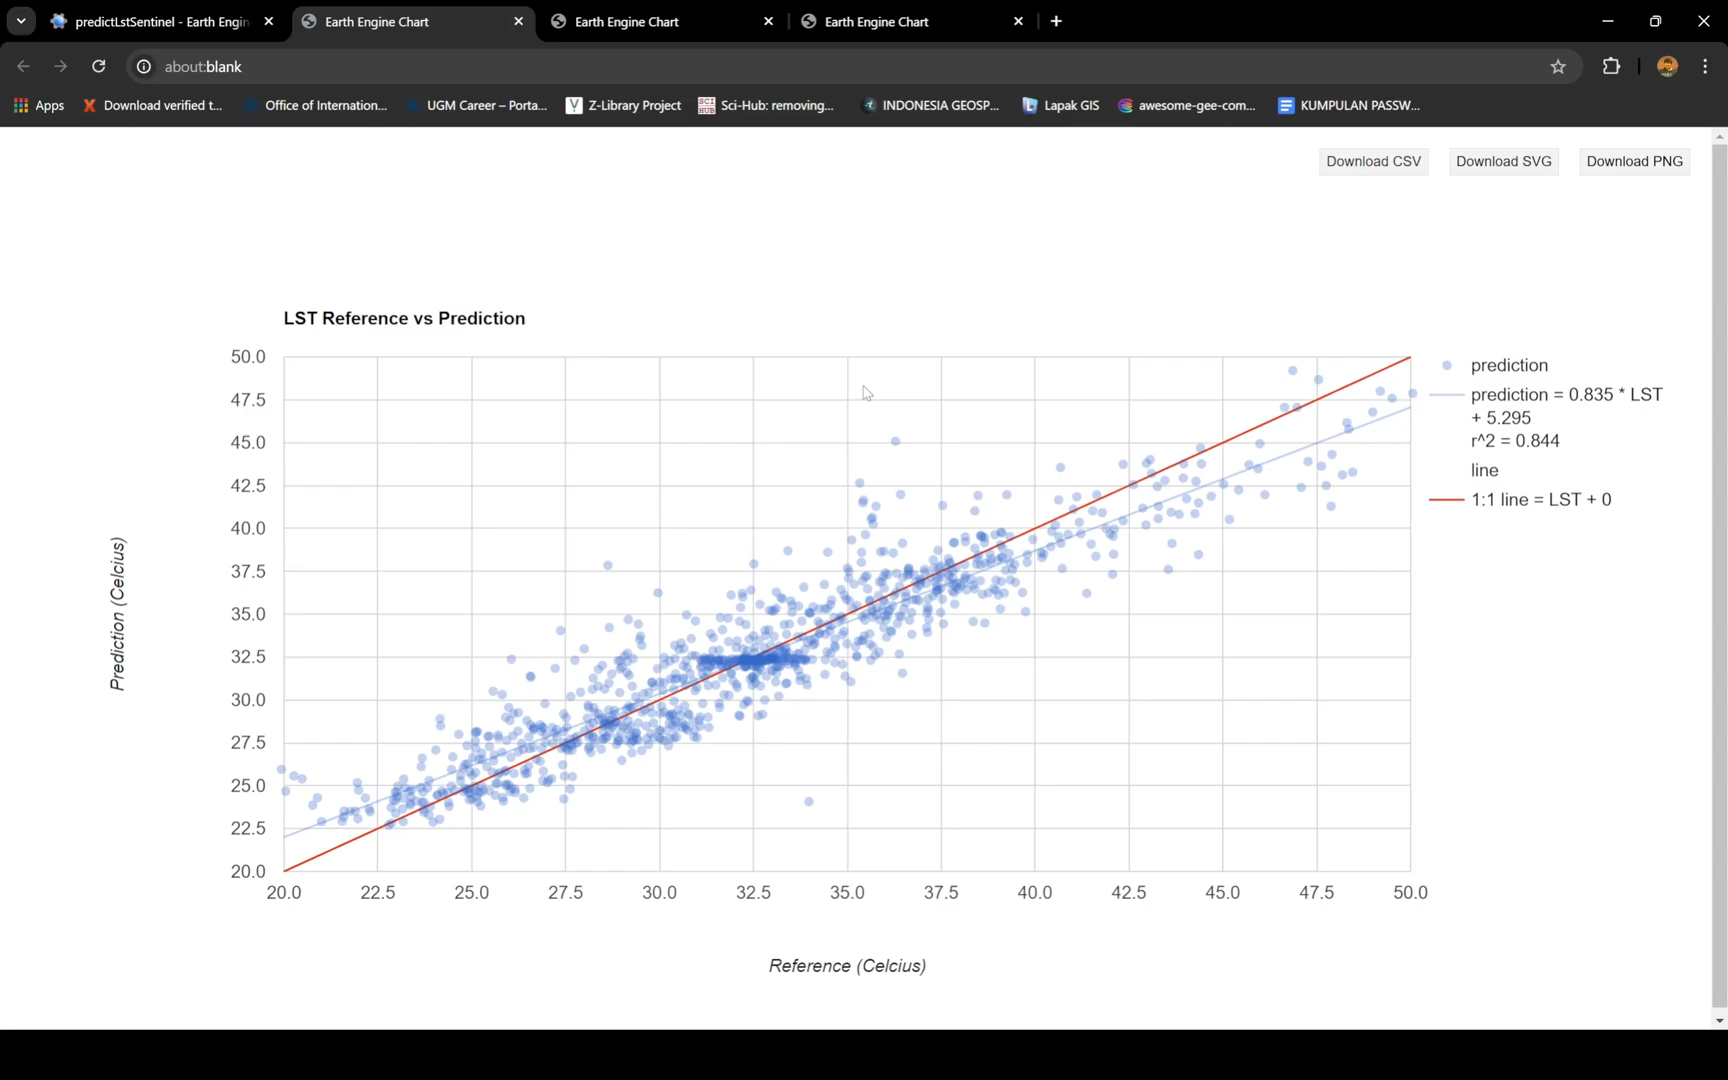 predictLstSentinel - Earth Engin
Earth Engine Chart
Earth Engine Chart
Earth Engine Chart
about:blank
Apps
Download verified t...
Office of Internation...
UGM Career – Porta...
Z-Library Project
SCI HUB
Sci-Hub: removing...
INDONESIA GEOSP...
Lapak GIS
awesome-gee-com...
KUMPULAN PASSW...
Download CSV
Download SVG
Download PNG
LST Reference vs Prediction
50.0
47.5
45.0
42.5
40.0
37.5
35.0
32.5
30.0
27.5
25.0
22.5
20.0
Prediction (Celcius)
20.0 22.5 25.0 27.5 30.0 32.5 35.0 37.5 40.0 42.5 45.0 47.5 50.0
Reference (Celcius)
prediction
prediction = 0.835 * LST
+ 5.295
r^2 = 0.844
line
1:1 line = LST + 0